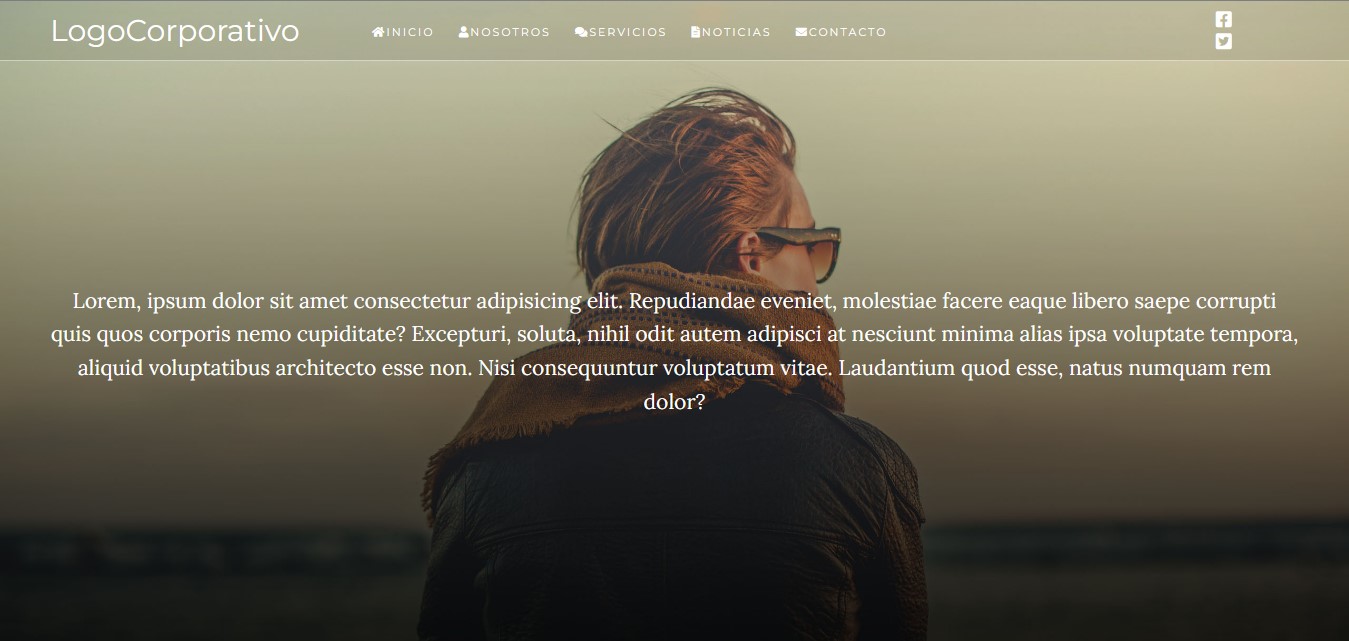 LogoCorporativo
INICIO NOSOTROS SERVICIOS NOTICIAS CONTACTO
Lorem, ipsum dolor sit amet consectetur adipisicing elit. Repudiandae eveniet, molestiae facere eaque libero saepe corrupti
quis quos corporis nemo cupiditate? Excepturi, soluta, nihil odit autem adipisci at nesciunt minima alias ipsa voluptate tempora,
aliquid voluptatibus architecto esse non. Nisi consequuntur voluptatum vitae. Laudantium quod esse, natus numquam rem
dolor?